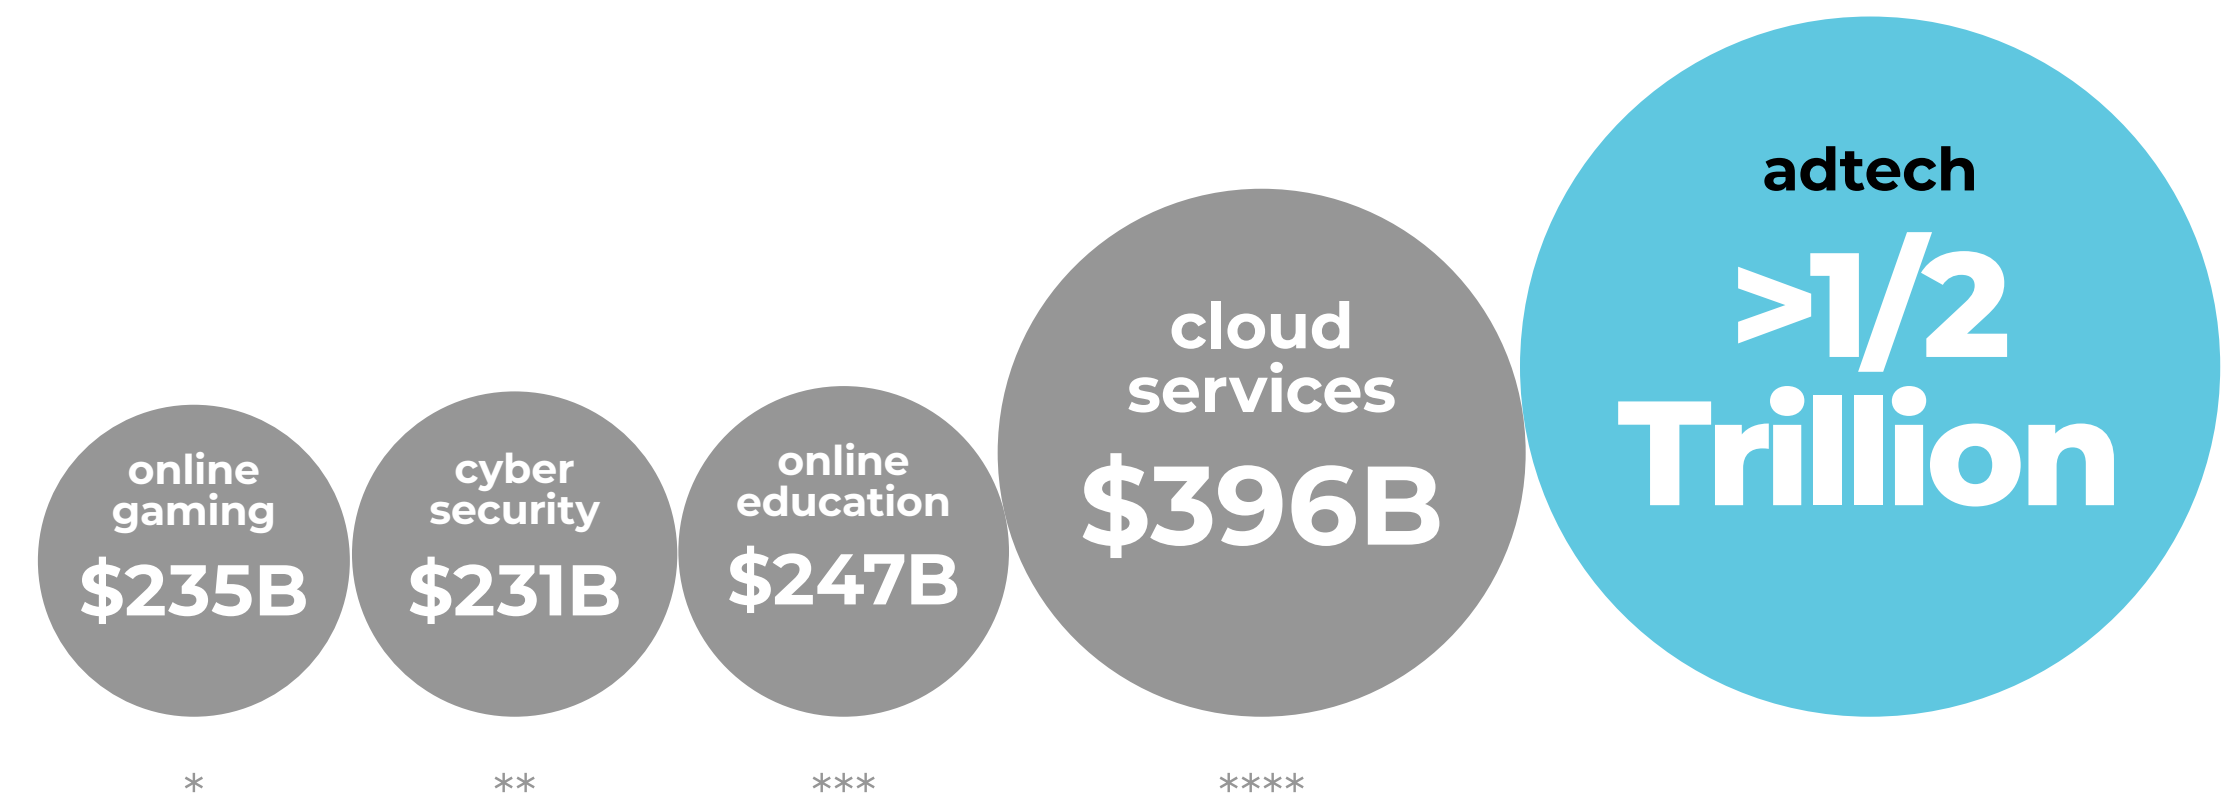 online
gaming
$235B
*
cyber
security
$231B
**
online
education
$247B
***
cloud
services
$396B
****
adtech
>1/2
Trillion